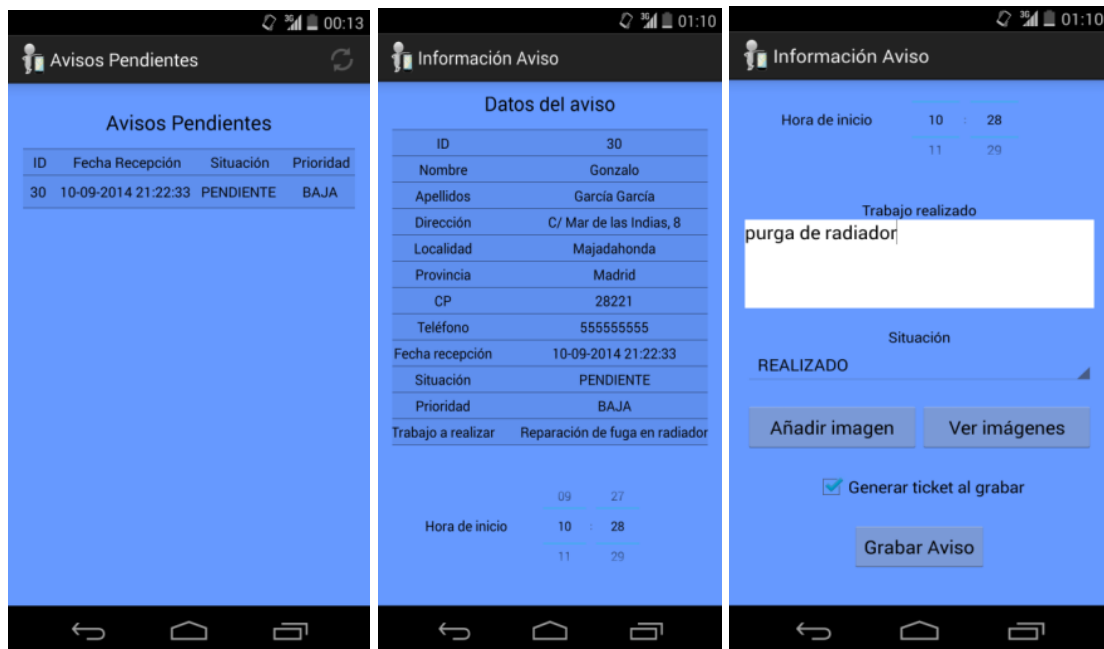 00:13
Avisos Pendientes
Avisos Pendientes
ID Fecha Recepción Situación Prioridad
30 10-09-2014 21:22:33 PENDIENTE BAJA
3G 01:10
Información Aviso
Datos del aviso
ID 30
Nombre Gonzalo
Apellidos García García
Dirección C/ Mar de las Indias, 8
Localidad Majadahonda
Provincia Madrid
CP 28221
Teléfono 555555555
Fecha recepción 10-09-2014 21:22:33
Situación PENDIENTE
Prioridad BAJA
Trabajo a realizar Reparación de fuga en radiador
09 27
Hora de inicio 10 : 28
11 29
3G 01:10
Información Aviso
Hora de inicio 10 : 28
11 29
Trabajo realizado
purga de radiador
Situación
REALIZADO
Añadir imagen Ver imágenes
Generar ticket al grabar
Grabar Aviso